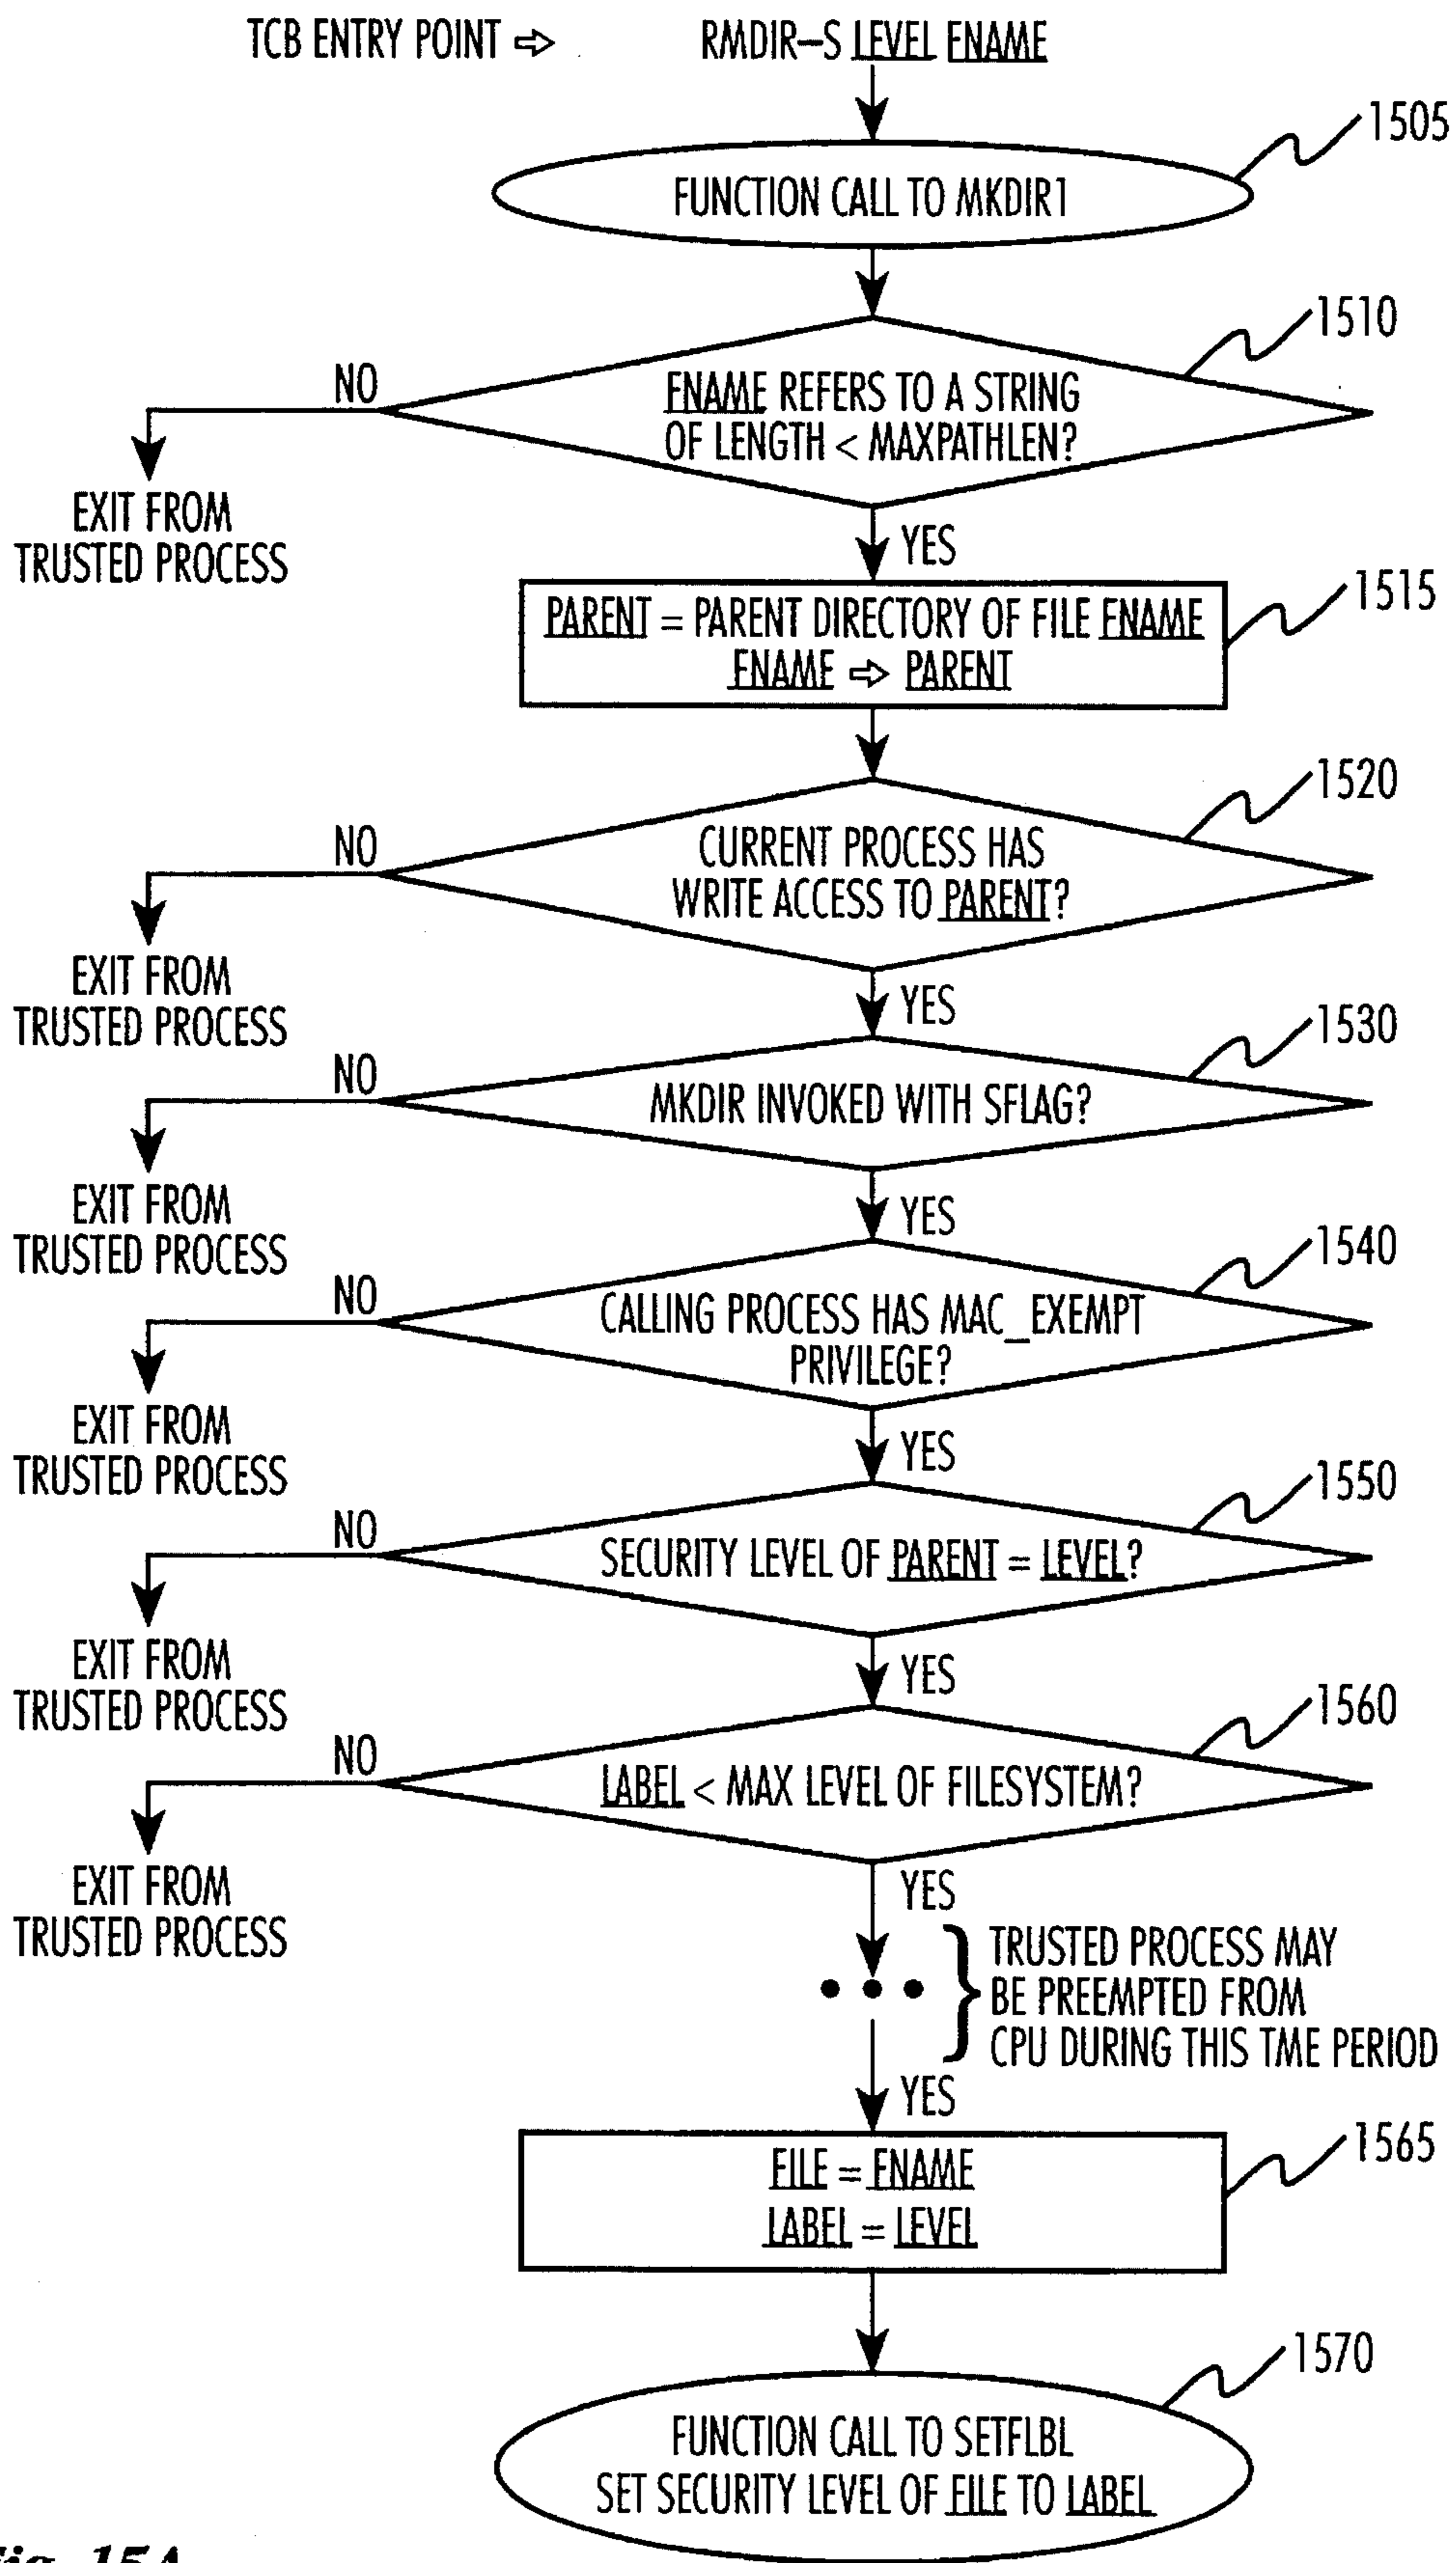 TCB ENTRY POINT ⇨ RMDIR–S LEVEL FNAME
1505
FUNCTION CALL TO MKDIR1
1510
NO
FNAME REFERS TO A STRING
OF LENGTH < MAXPATHLEN?
EXIT FROM
TRUSTED PROCESS
YES
1515
PARENT = PARENT DIRECTORY OF FILE FNAME
FNAME ⇨ PARENT
1520
NO
CURRENT PROCESS HAS
WRITE ACCESS TO PARENT?
EXIT FROM
TRUSTED PROCESS
YES
1530
NO
MKDIR INVOKED WITH SFLAG?
EXIT FROM
TRUSTED PROCESS
YES
1540
NO
CALLING PROCESS HAS MAC_EXEMPT
PRIVILEGE?
EXIT FROM
TRUSTED PROCESS
YES
1550
NO
SECURITY LEVEL OF PARENT = LEVEL?
EXIT FROM
TRUSTED PROCESS
YES
1560
NO
LABEL < MAX LEVEL OF FILESYSTEM?
EXIT FROM
TRUSTED PROCESS
YES
• • • } TRUSTED PROCESS MAY
BE PREEMPTED FROM
CPU DURING THIS TME PERIOD
YES
1565
FILE = FNAME
LABEL = LEVEL
1570
FUNCTION CALL TO SETFLBL
SET SECURITY LEVEL OF FILE TO LABEL
Fig. 15A